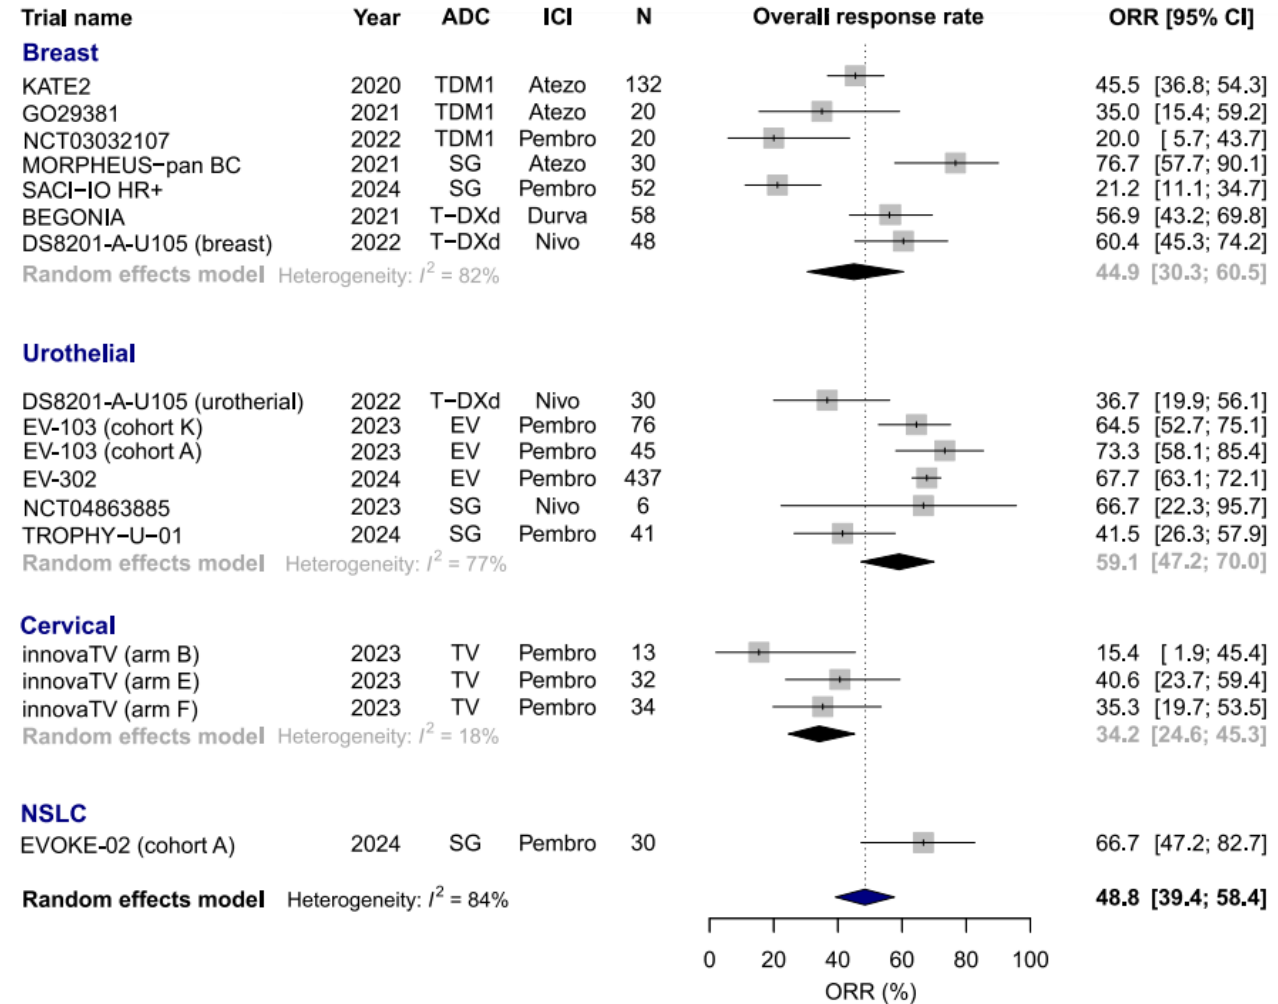 Trial name Year ADC ICI N Overall response rate ORR [95% CI]
Breast
KATE2 2020 TDM1 Atezo 132 45.5 [36.8; 54.3]
GO29381 2021 TDM1 Atezo 20 35.0 [15.4; 59.2]
NCT03032107 2022 TDM1 Pembro 20 20.0 [ 5.7; 43.7]
MORPHEUS−pan BC 2021 SG Atezo 30 76.7 [57.7; 90.1]
SACI−IO HR+ 2024 SG Pembro 52 21.2 [11.1; 34.7]
BEGONIA 2021 T−DXd Durva 58 56.9 [43.2; 69.8]
DS8201-A-U105 (breast) 2022 T−DXd Nivo 48 60.4 [45.3; 74.2]
Random effects model Heterogeneity: I² = 82% 44.9 [30.3; 60.5]
Urothelial
DS8201-A-U105 (urotherial) 2022 T−DXd Nivo 30 36.7 [19.9; 56.1]
EV-103 (cohort K) 2023 EV Pembro 76 64.5 [52.7; 75.1]
EV-103 (cohort A) 2023 EV Pembro 45 73.3 [58.1; 85.4]
EV-302 2024 EV Pembro 437 67.7 [63.1; 72.1]
NCT04863885 2023 SG Nivo 6 66.7 [22.3; 95.7]
TROPHY−U−01 2024 SG Pembro 41 41.5 [26.3; 57.9]
Random effects model Heterogeneity: I² = 77% 59.1 [47.2; 70.0]
Cervical
innovaTV (arm B) 2023 TV Pembro 13 15.4 [ 1.9; 45.4]
innovaTV (arm E) 2023 TV Pembro 32 40.6 [23.7; 59.4]
innovaTV (arm F) 2023 TV Pembro 34 35.3 [19.7; 53.5]
Random effects model Heterogeneity: I² = 18% 34.2 [24.6; 45.3]
NSLC
EVOKE-02 (cohort A) 2024 SG Pembro 30 66.7 [47.2; 82.7]
Random effects model Heterogeneity: I² = 84% 48.8 [39.4; 58.4]
0 20 40 60 80 100
ORR (%)